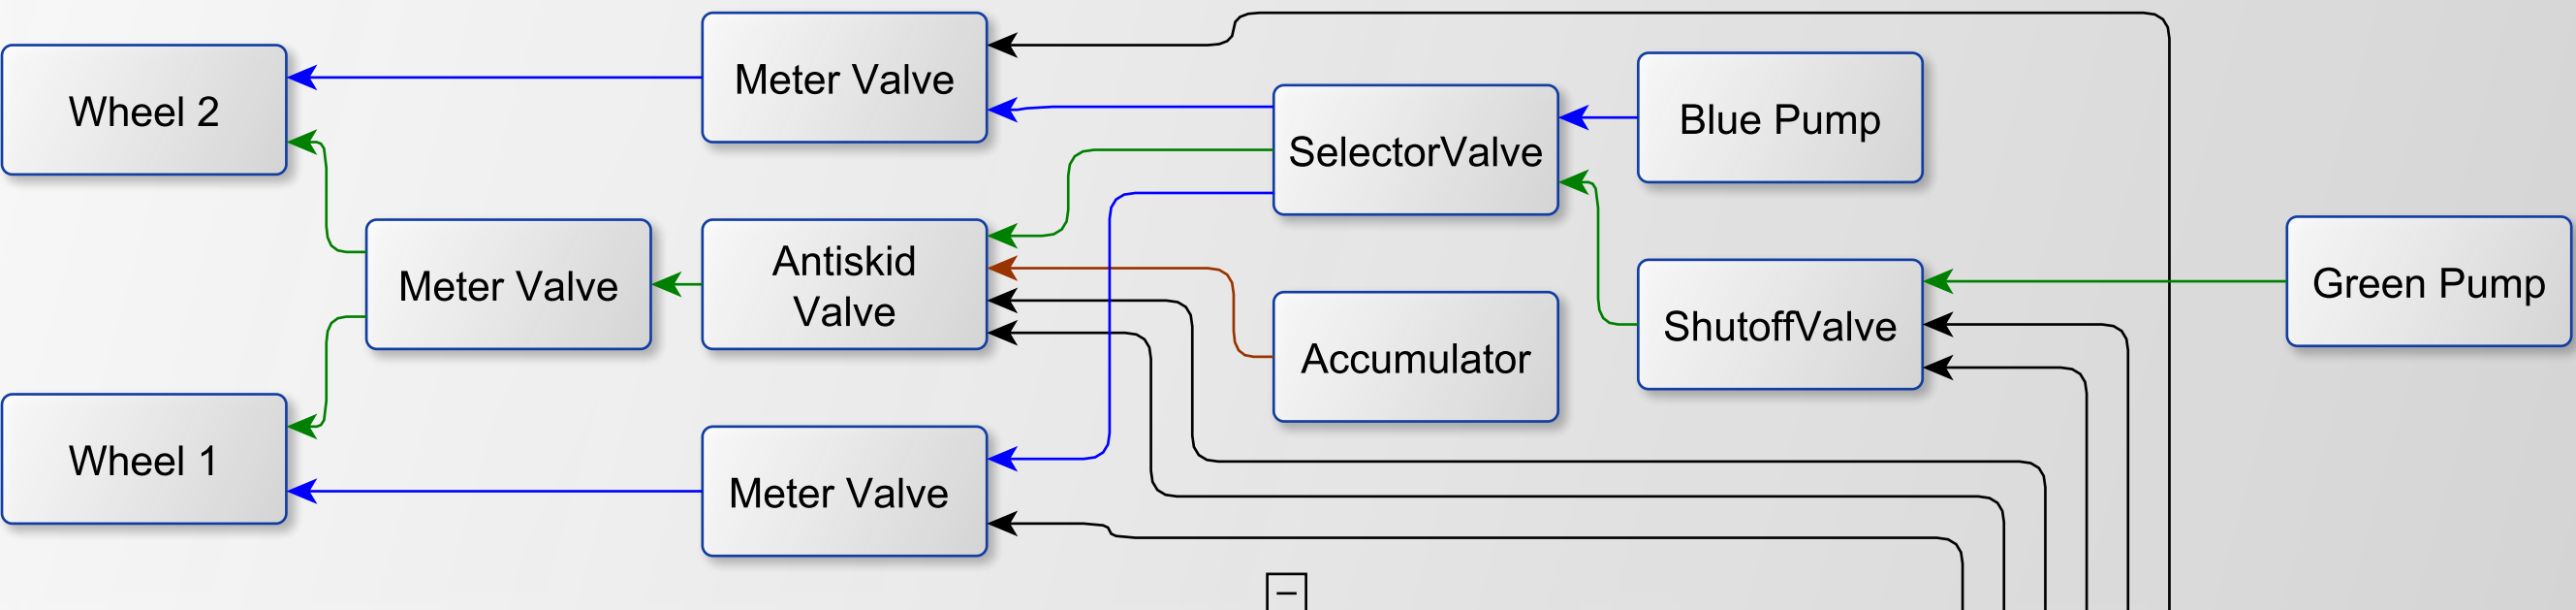 Meter Valve
Wheel 2
Blue Pump
SelectorValve
Antiskid
Valve
Meter Valve
Green Pump
ShutoffValve
Accumulator
Wheel 1
Meter Valve